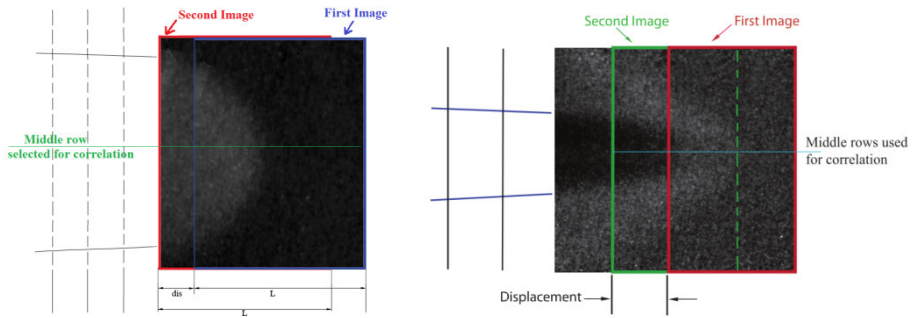 Second Image
First Image
Middle row
selected for correlation
dis
L
L
Second Image
First Image
Middle rows used
for correlation
Displacement